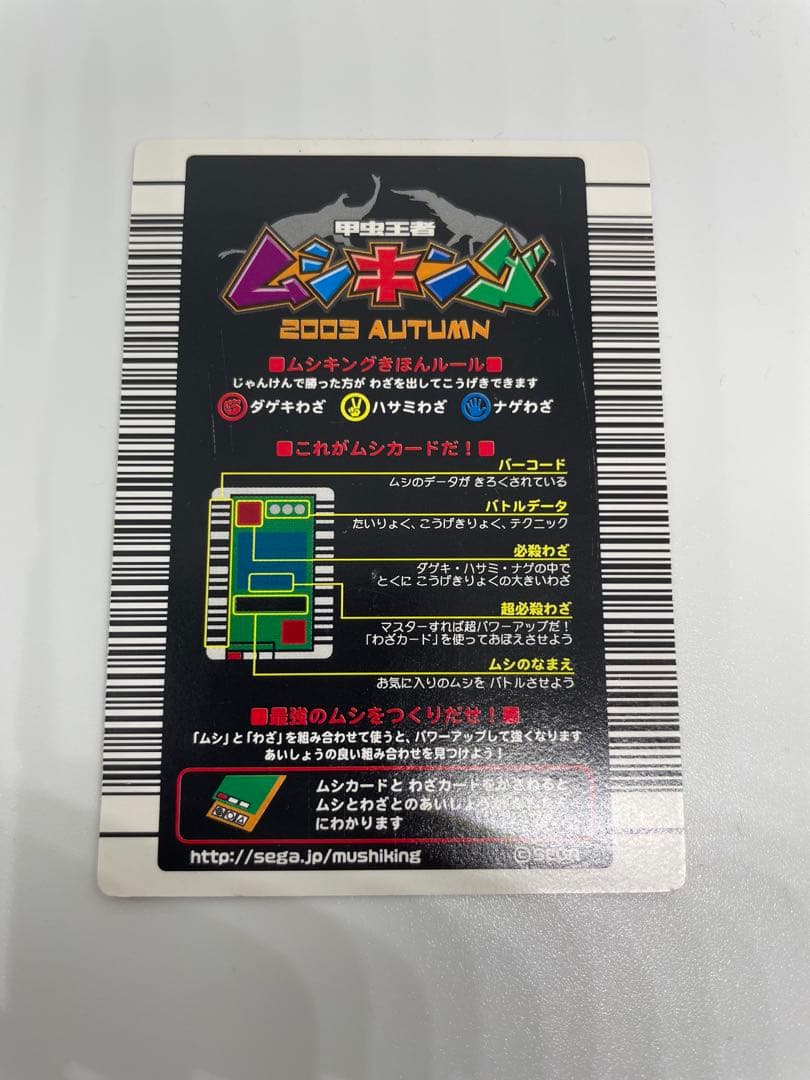 甲虫王者
ムシキング
TM
2003 AUTUMN
■ムシキングきほんルール■
じゃんけんで勝った方が わざを出してこうげきできます
ダゲキわざ ハサミわざ ナゲわざ
■これがムシカードだ!■
バーコード
ムシのデータが きろくされている
バトルデータ
たいりょく、こうげきりょく、テクニック
必殺わざ
ダゲキ・ハサミ・ナゲの中で
とくに こうげきりょくの大きいわざ
超必殺わざ
マスターすれば超パワーアップだ!
「わざカード」を使っておぼえさせよう
ムシのなまえ
お気に入りのムシを バトルさせよう
■最強のムシをつくりだせ!■
「ムシ」と「わざ」を組み合わせて使うと、パワーアップして強くなります
あいしょうの良い組み合わせを見つけよう!
ムシカードと わざカードをかさねると
ムシとわざとのあいしょ
にわかります
http://sega.jp/mushiking
©SEGA